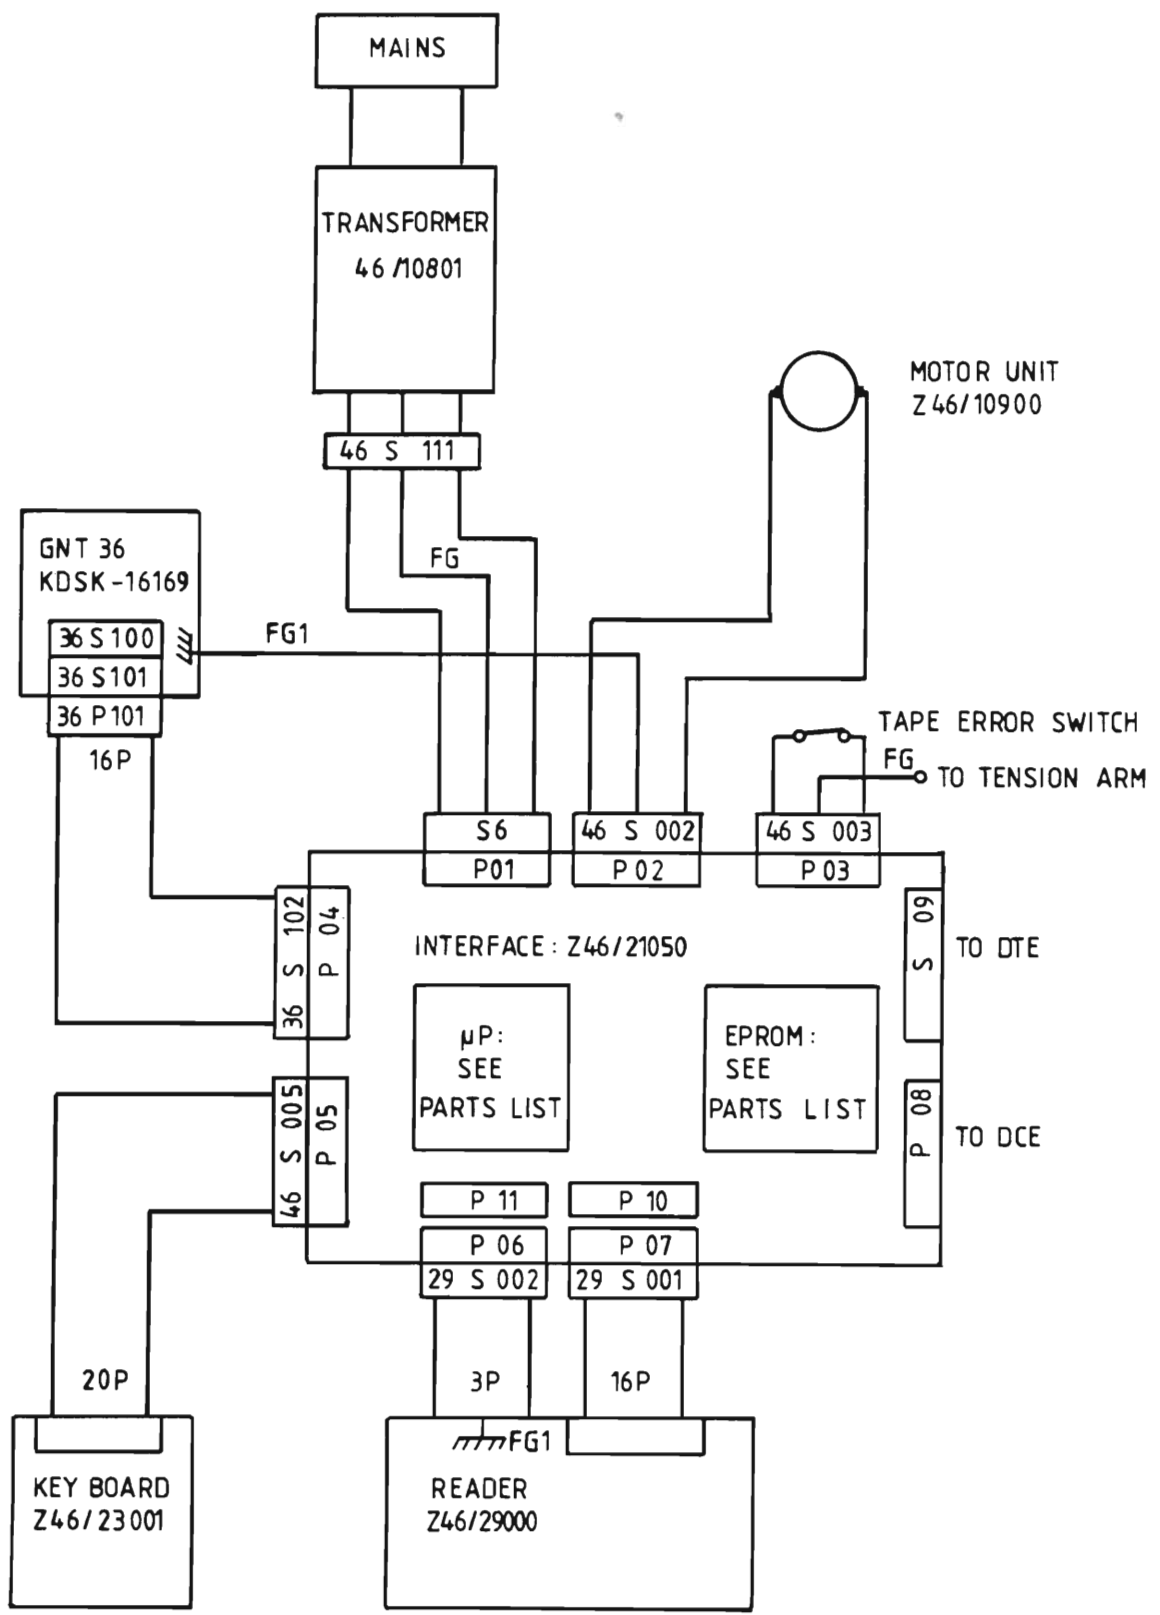 MAINS
TRANSFORMER
46/10801
46 S 111
MOTOR UNIT
Z46/10900
GNT 36
KDSK-16169
FG
36 S100
36 S101
36 P101
FG1
16P
TAPE ERROR SWITCH
FG
TO TENSION ARM
S6
46 S 002
46 S 003
P01
P 02
P 03
36 S 102
P 04
INTERFACE: Z46/21050
S 09
TO DTE
µP:
SEE
PARTS LIST
EPROM:
SEE
PARTS LIST
46 S 005
P 05
P 08
TO DCE
P 11
P 10
P 06
P 07
29 S 002
29 S 001
20P
3P
16P
FG1
KEY BOARD
Z46/23001
READER
Z46/29000